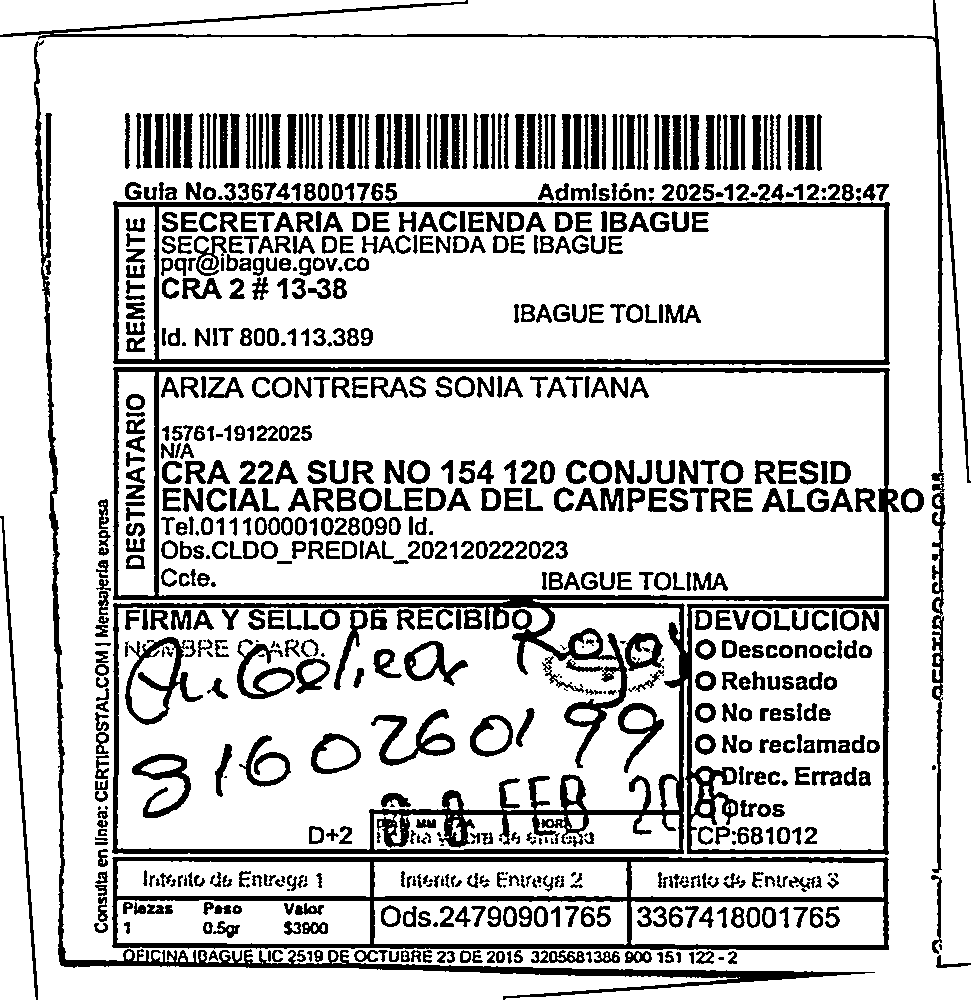 Guia No.3367418001765
Admisión: 2025-12-24-12:28:47
REMITENTE
SECRETARIA DE HACIENDA DE IBAGUE
SECRETARIA DE HACIENDA DE IBAGUE
pqr@ibague.gov.co
CRA 2 # 13-38
IBAGUE TOLIMA
Id. NIT 800.113.389
DESTINATARIO
ARIZA CONTRERAS SONIA TATIANA
15761-19122025
N/A
CRA 22A SUR NO 154 120 CONJUNTO RESID
ENCIAL ARBOLEDA DEL CAMPESTRE ALGARRO
Tel.011100001028090 Id.
Obs.CLDO_PREDIAL_202120222023
Ccte.
IBAGUE TOLIMA
Consulta en línea: CERTIPOSTAL.COM | Mensajería expresa
FIRMA Y SELLO DE RECIBIDO
NOMBRE CLARO.
Angelica Rojas
3160260199
FEB
D+2
Fecha y hora de entrega
DEVOLUCION
Desconocido
Rehusado
No reside
No reclamado
Direc. Errada
Otros
CP:681012
Intento de Entrega 1
Intento de Entrega 2
Intento de Entrega 3
Piezas Peso Valor
1 0.5gr $3900
Ods.24790901765
3367418001765
OFICINA IBAGUE LIC 2519 DE OCTUBRE 23 DE 2015 3205681386 900 151 122 - 2